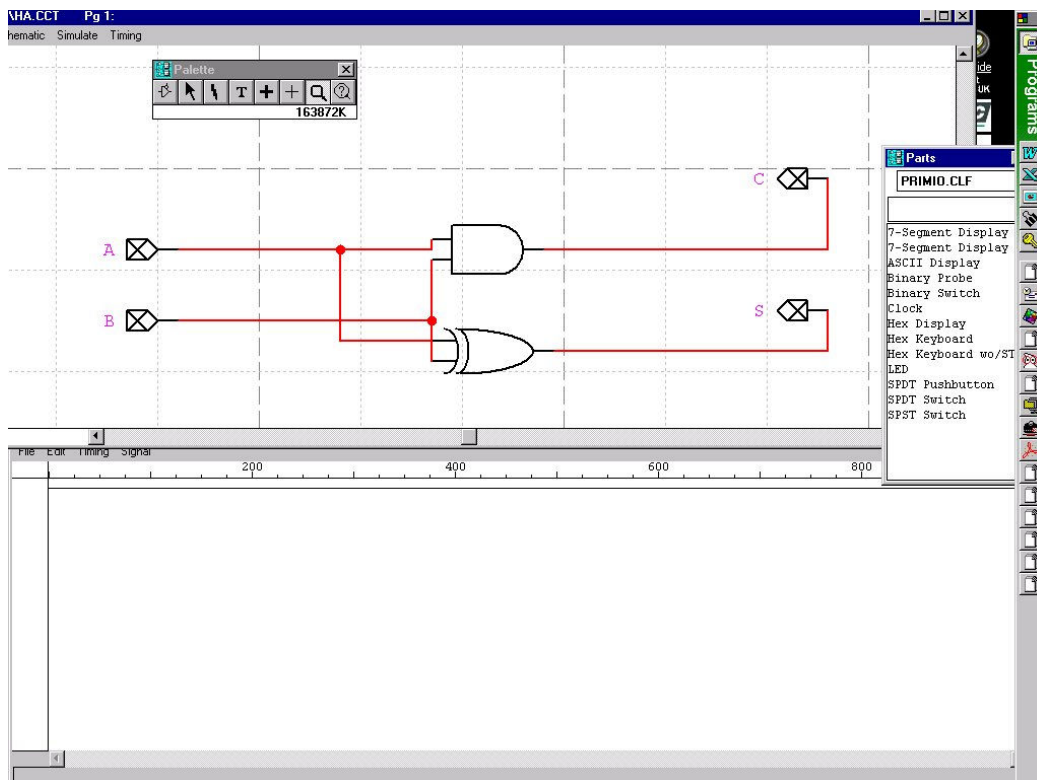 \HA.CCT Pg 1:
hematic Simulate Timing
Palette
T
163872K
ide
t
UK
Programs
Parts
PRIMIO.CLF
C
A
B
S
7-Segment Display
7-Segment Display
ASCII Display
Binary Probe
Binary Switch
Clock
Hex Display
Hex Keyboard
Hex Keyboard wo/ST
LED
SPDT Pushbutton
SPDT Switch
SPST Switch
File Edit Timing Signal
200 400 600 800